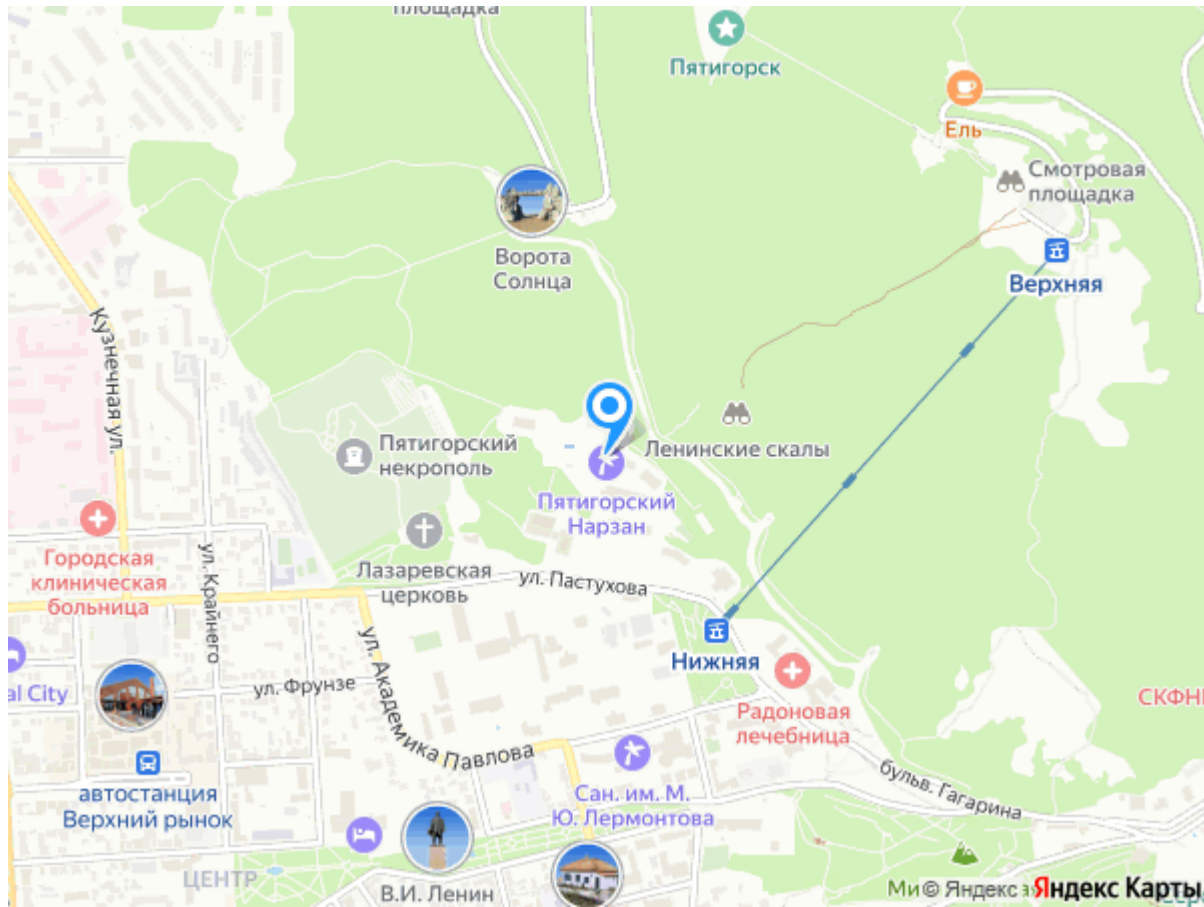 площадка
Пятигорск
Ель
Смотровая
площадка
Ворота
Солнца
Верхняя
Кузнечная ул.
Пятигорский
некрополь
Ленинские скалы
Пятигорский
Нарзан
Городская
клиническая
больница
ул. Крайнего
Лазаревская
церковь
ул. Пастухова
Нижняя
al City
ул. Фрунзе
ул. Академика Павлова
Радоновая
лечебница
СКФН
автостанция
Верхний рынок
Сан. им. М.
Ю. Лермонтова
бульв. Гагарина
ЦЕНТР
В.И. Ленин
Ми© Яндекс Яндекс Карты